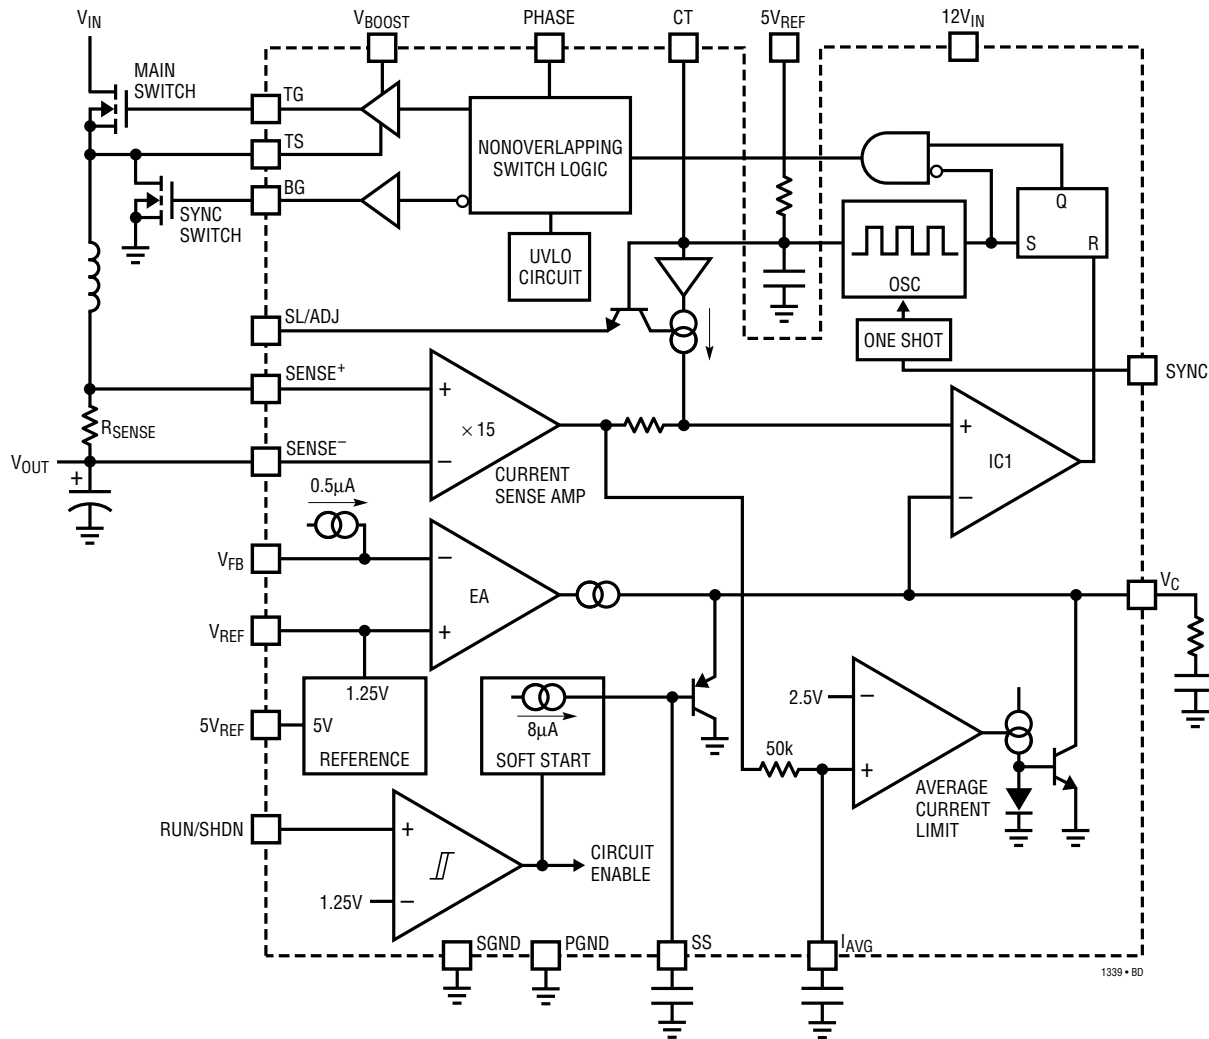 VIN
VBOOST
PHASE
CT
5VREF
12VIN
MAIN
SWITCH
TG
TS
BG
SYNC
SWITCH
NONOVERLAPPING
SWITCH LOGIC
UVLO
CIRCUIT
Q
S
R
OSC
ONE SHOT
SYNC
SL/ADJ
SENSE+
+
× 15
−
CURRENT
SENSE AMP
RSENSE
SENSE−
VOUT
+
+
IC1
−
0.5µA
VFB
−
EA
+
VREF
VC
1.25V
5V
REFERENCE
5VREF
8µA
SOFT START
2.5V
−
50k
+
AVERAGE
CURRENT
LIMIT
RUN/SHDN
+
1.25V
−
CIRCUIT
ENABLE
SGND
PGND
SS
IAVG
1339 • BD